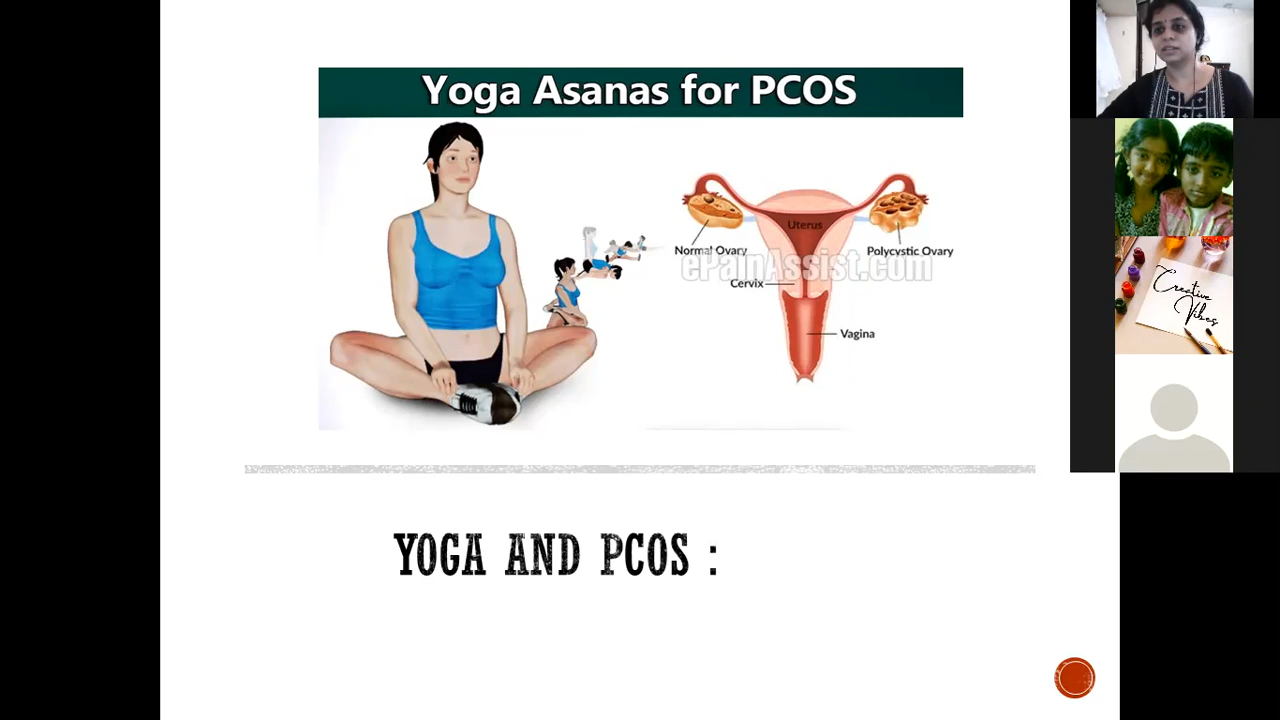 Yoga Asanas for PCOS
Uterus
Normal Ovary
Polycystic Ovary
ePainAssist.com
Cervix
Vagina
YOGA AND PCOS :
Creative
Vibes